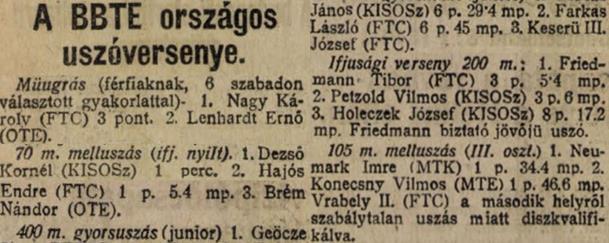 A BBTE országos
uszóversenye.
Műugrás (férfiaknak, 6 szabadon
választott gyakorlattal)- 1. Nagy Ká-
roly (FTC) 3 pont. 2. Lenhardt Ernő
(OTE).
70 m. melluszás (ifj. nyilt). 1. Dezső
Kornél (KISOSz) 1 perc. 2. Hajós
Endre (FTC) 1 p. 5.4 mp. 3. Brém
Nándor (OTE).
400 m. gyorsuszás (junior) 1. Geőcze
János (KISOSz) 6 p. 29·4 mp. 2. Farkas
László (FTC) 6 p. 45 mp. 3. Keserü III.
József (FTC).
Ifjusági verseny 200 m.: 1. Fried-
mann Tibor (FTC) 3 p. 5·4 mp.
2. Petzold Vilmos (KISOSz) 3 p. 6 mp.
3. Holeczek József (KISOSz) 8 p. 17.2
mp. Friedmann biztató jövőjü uszó.
105 m. melluszás (III. oszt.) 1. Neu-
mark Imre (MTK) 1 p. 34.4 mp. 2.
Konecsny Vilmos (MTE) 1 p. 46.6 mp.
Vrabely II. (FTC) a második helyről
szabálytalan uszás miatt diszkvalifi-
kálva.